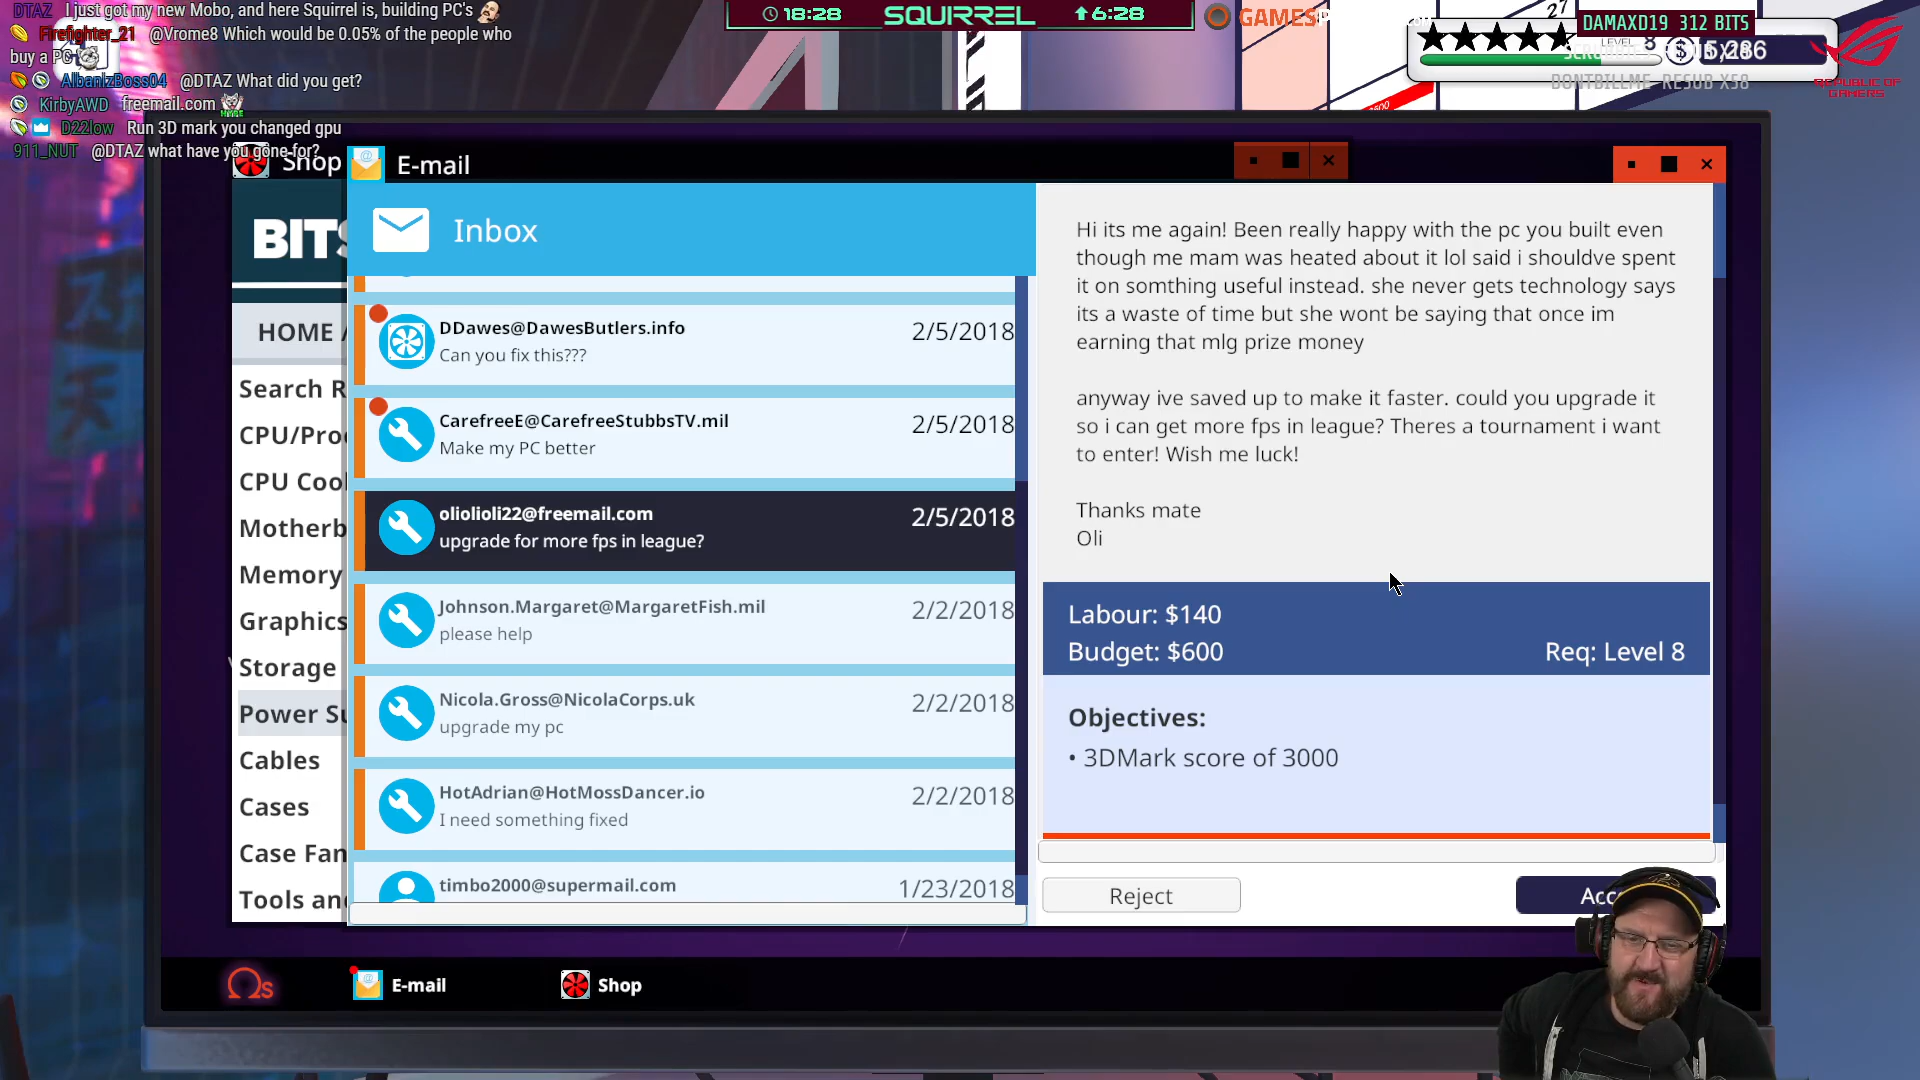 DTAZ I just got my new Mobo, and here Squirrel is, building PC's
Firefighter_21 @Vrome8 Which would be 0.05% of the people who
buy a PC
AlbanizBoss04 @DTAZ What did you get?
KirbyAWD freemail.com
D22low Run 3D mark you changed gpu
911_NUT @DTAZ what have you gone for?
18:28 SQUIRREL 6:28
GAMES
27
DAMAXD19 312 BITS
LEVEL 8
DONTBILLME RESUB X58
REPUBLIC OF
GAMERS
Shop
E-mail
BITS
Inbox
HOME /
Search R
CPU/Pro
CPU Cool
Motherb
Memory
Graphics
Storage
Power Su
Cables
Cases
Case Fan
Tools an
DDawes@DawesButlers.info 2/5/2018
Can you fix this???
CarefreeE@CarefreeStubbsTV.mil 2/5/2018
Make my PC better
oliolioli22@freemail.com 2/5/2018
upgrade for more fps in league?
Johnson.Margaret@MargaretFish.mil 2/2/2018
please help
Nicola.Gross@NicolaCorps.uk 2/2/2018
upgrade my pc
HotAdrian@HotMossDancer.io 2/2/2018
I need something fixed
timbo2000@supermail.com 1/23/2018
Hi its me again! Been really happy with the pc you built even
though me mam was heated about it lol said i shouldve spent
it on somthing useful instead. she never gets technology says
its a waste of time but she wont be saying that once im
earning that mlg prize money
anyway ive saved up to make it faster. could you upgrade it
so i can get more fps in league? Theres a tournament i want
to enter! Wish me luck!
Thanks mate
Oli
Labour: $140
Budget: $600 Req: Level 8
Objectives:
• 3DMark score of 3000
Reject
Acc
E-mail
Shop